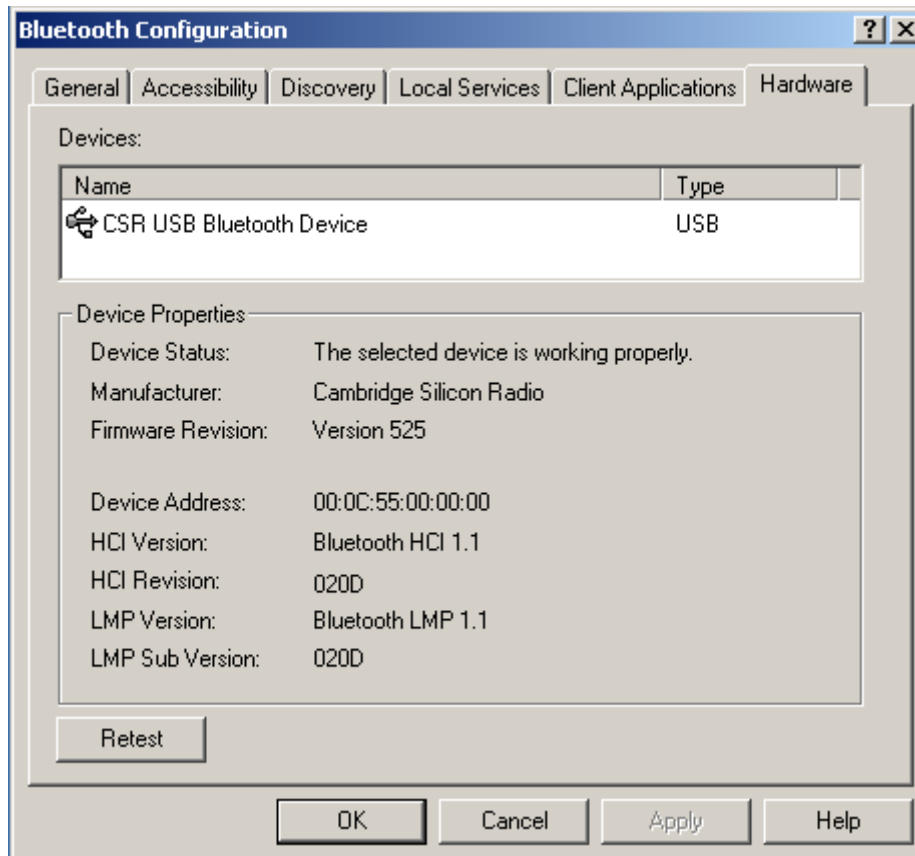 Bluetooth Configuration
General Accessibility Discovery Local Services Client Applications Hardware
Devices:
Name Type
CSR USB Bluetooth Device USB
Device Properties
Device Status: The selected device is working properly.
Manufacturer: Cambridge Silicon Radio
Firmware Revision: Version 525
Device Address: 00:0C:55:00:00:00
HCI Version: Bluetooth HCI 1.1
HCI Revision: 020D
LMP Version: Bluetooth LMP 1.1
LMP Sub Version: 020D
Retest
OK Cancel Apply Help